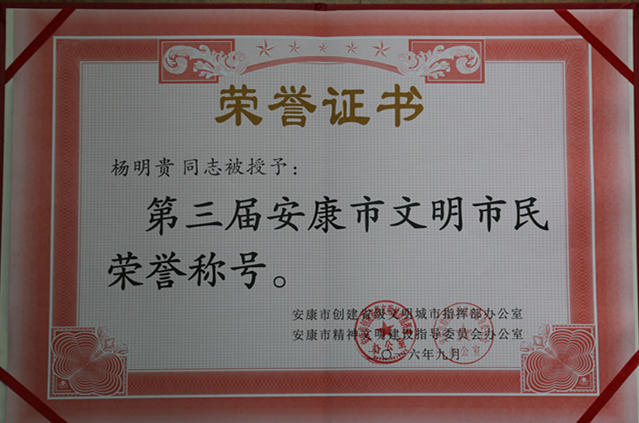 荣誉证书
杨明贵 同志被授予：
第三届安康市文明市民
荣誉称号。
安康市创建省级文明城市指挥部办公室
安康市精神文明建设指导委员会办公室
二〇一六年九月